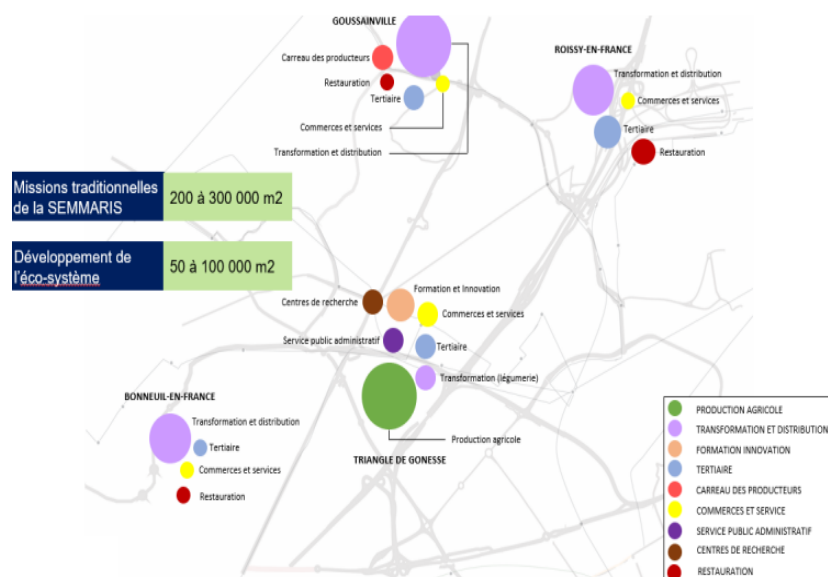 GOUSSAINVILLE
Carreau des producteurs
Restauration
Tertiaire
Commerces et services
Transformation et distribution
ROISSY-EN-FRANCE
Transformation et distribution
Commerces et services
Tertiaire
Restauration
Missions traditionnelles
de la SEMMARIS
200 à 300 000 m2
Développement de
l'éco-système
50 à 100 000 m2
Formation et Innovation
Centres de recherche
Commerces et services
Service public administratif
Tertiaire
Transformation (légumerie)
Production agricole
TRIANGLE DE GONESSE
BONNEUIL-EN-FRANCE
Transformation et distribution
Tertiaire
Commerces et services
Restauration
PRODUCTION AGRICOLE
TRANSFORMATION ET DISTRIBUTION
FORMATION INNOVATION
TERTIAIRE
CARREAU DES PRODUCTEURS
COMMERCES ET SERVICE
SERVICE PUBLIC ADMINISTRATIF
CENTRES DE RECHERCHE
RESTAURATION